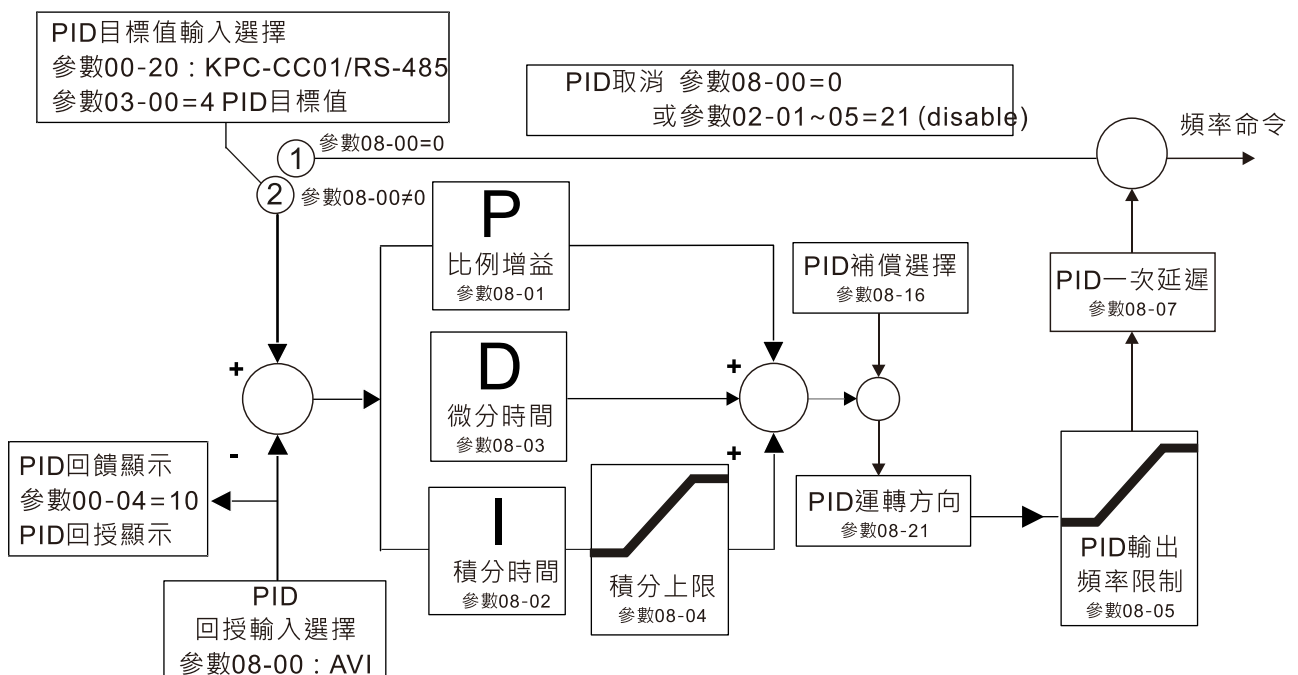 PID目標值輸入選擇
參數00-20：KPC-CC01/RS-485
參數03-00=4 PID目標值
PID取消 參數08-00=0
或參數02-01~05=21 (disable)
頻率命令
1
參數08-00=0
2
參數08-00≠0
P
比例增益
參數08-01
PID補償選擇
參數08-16
PID一次延遲
參數08-07
+
D
微分時間
參數08-03
+
-
+
PID回饋顯示
參數00-04=10
PID回授顯示
I
積分時間
參數08-02
積分上限
參數08-04
PID運轉方向
參數08-21
PID輸出
頻率限制
參數08-05
PID
回授輸入選擇
參數08-00：AVI